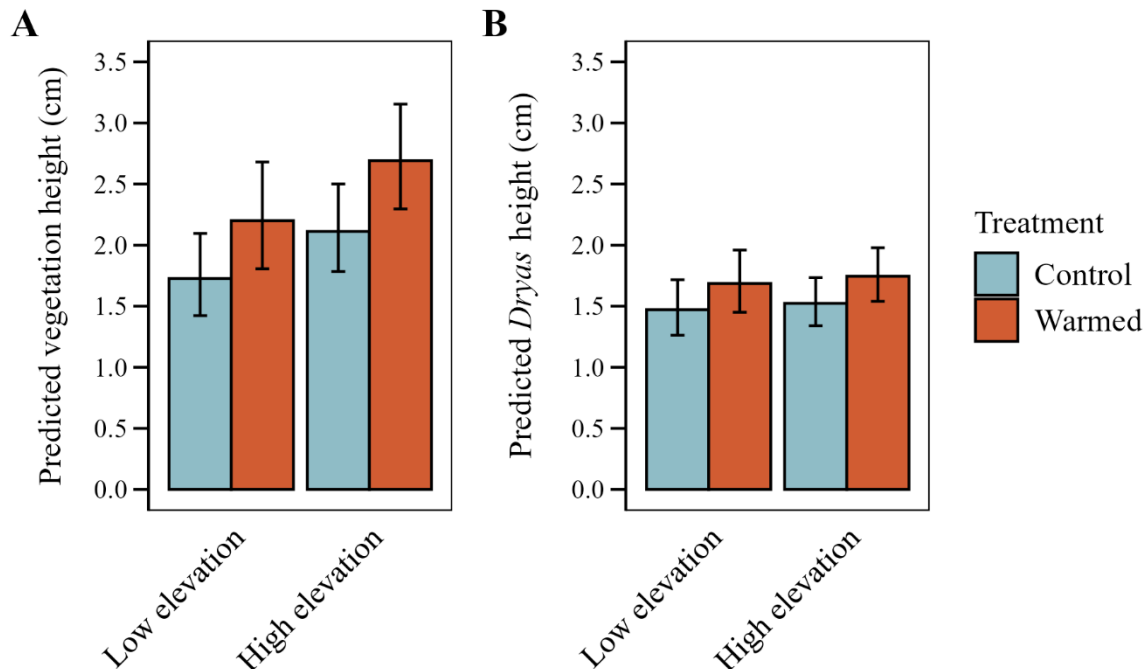 A
Predicted vegetation height (cm)
3.5
3.0
2.5
2.0
1.5
1.0
0.5
0.0
Low elevation
High elevation
B
Predicted Dryas height (cm)
3.5
3.0
2.5
2.0
1.5
1.0
0.5
0.0
Low elevation
High elevation
Treatment
Control
Warmed